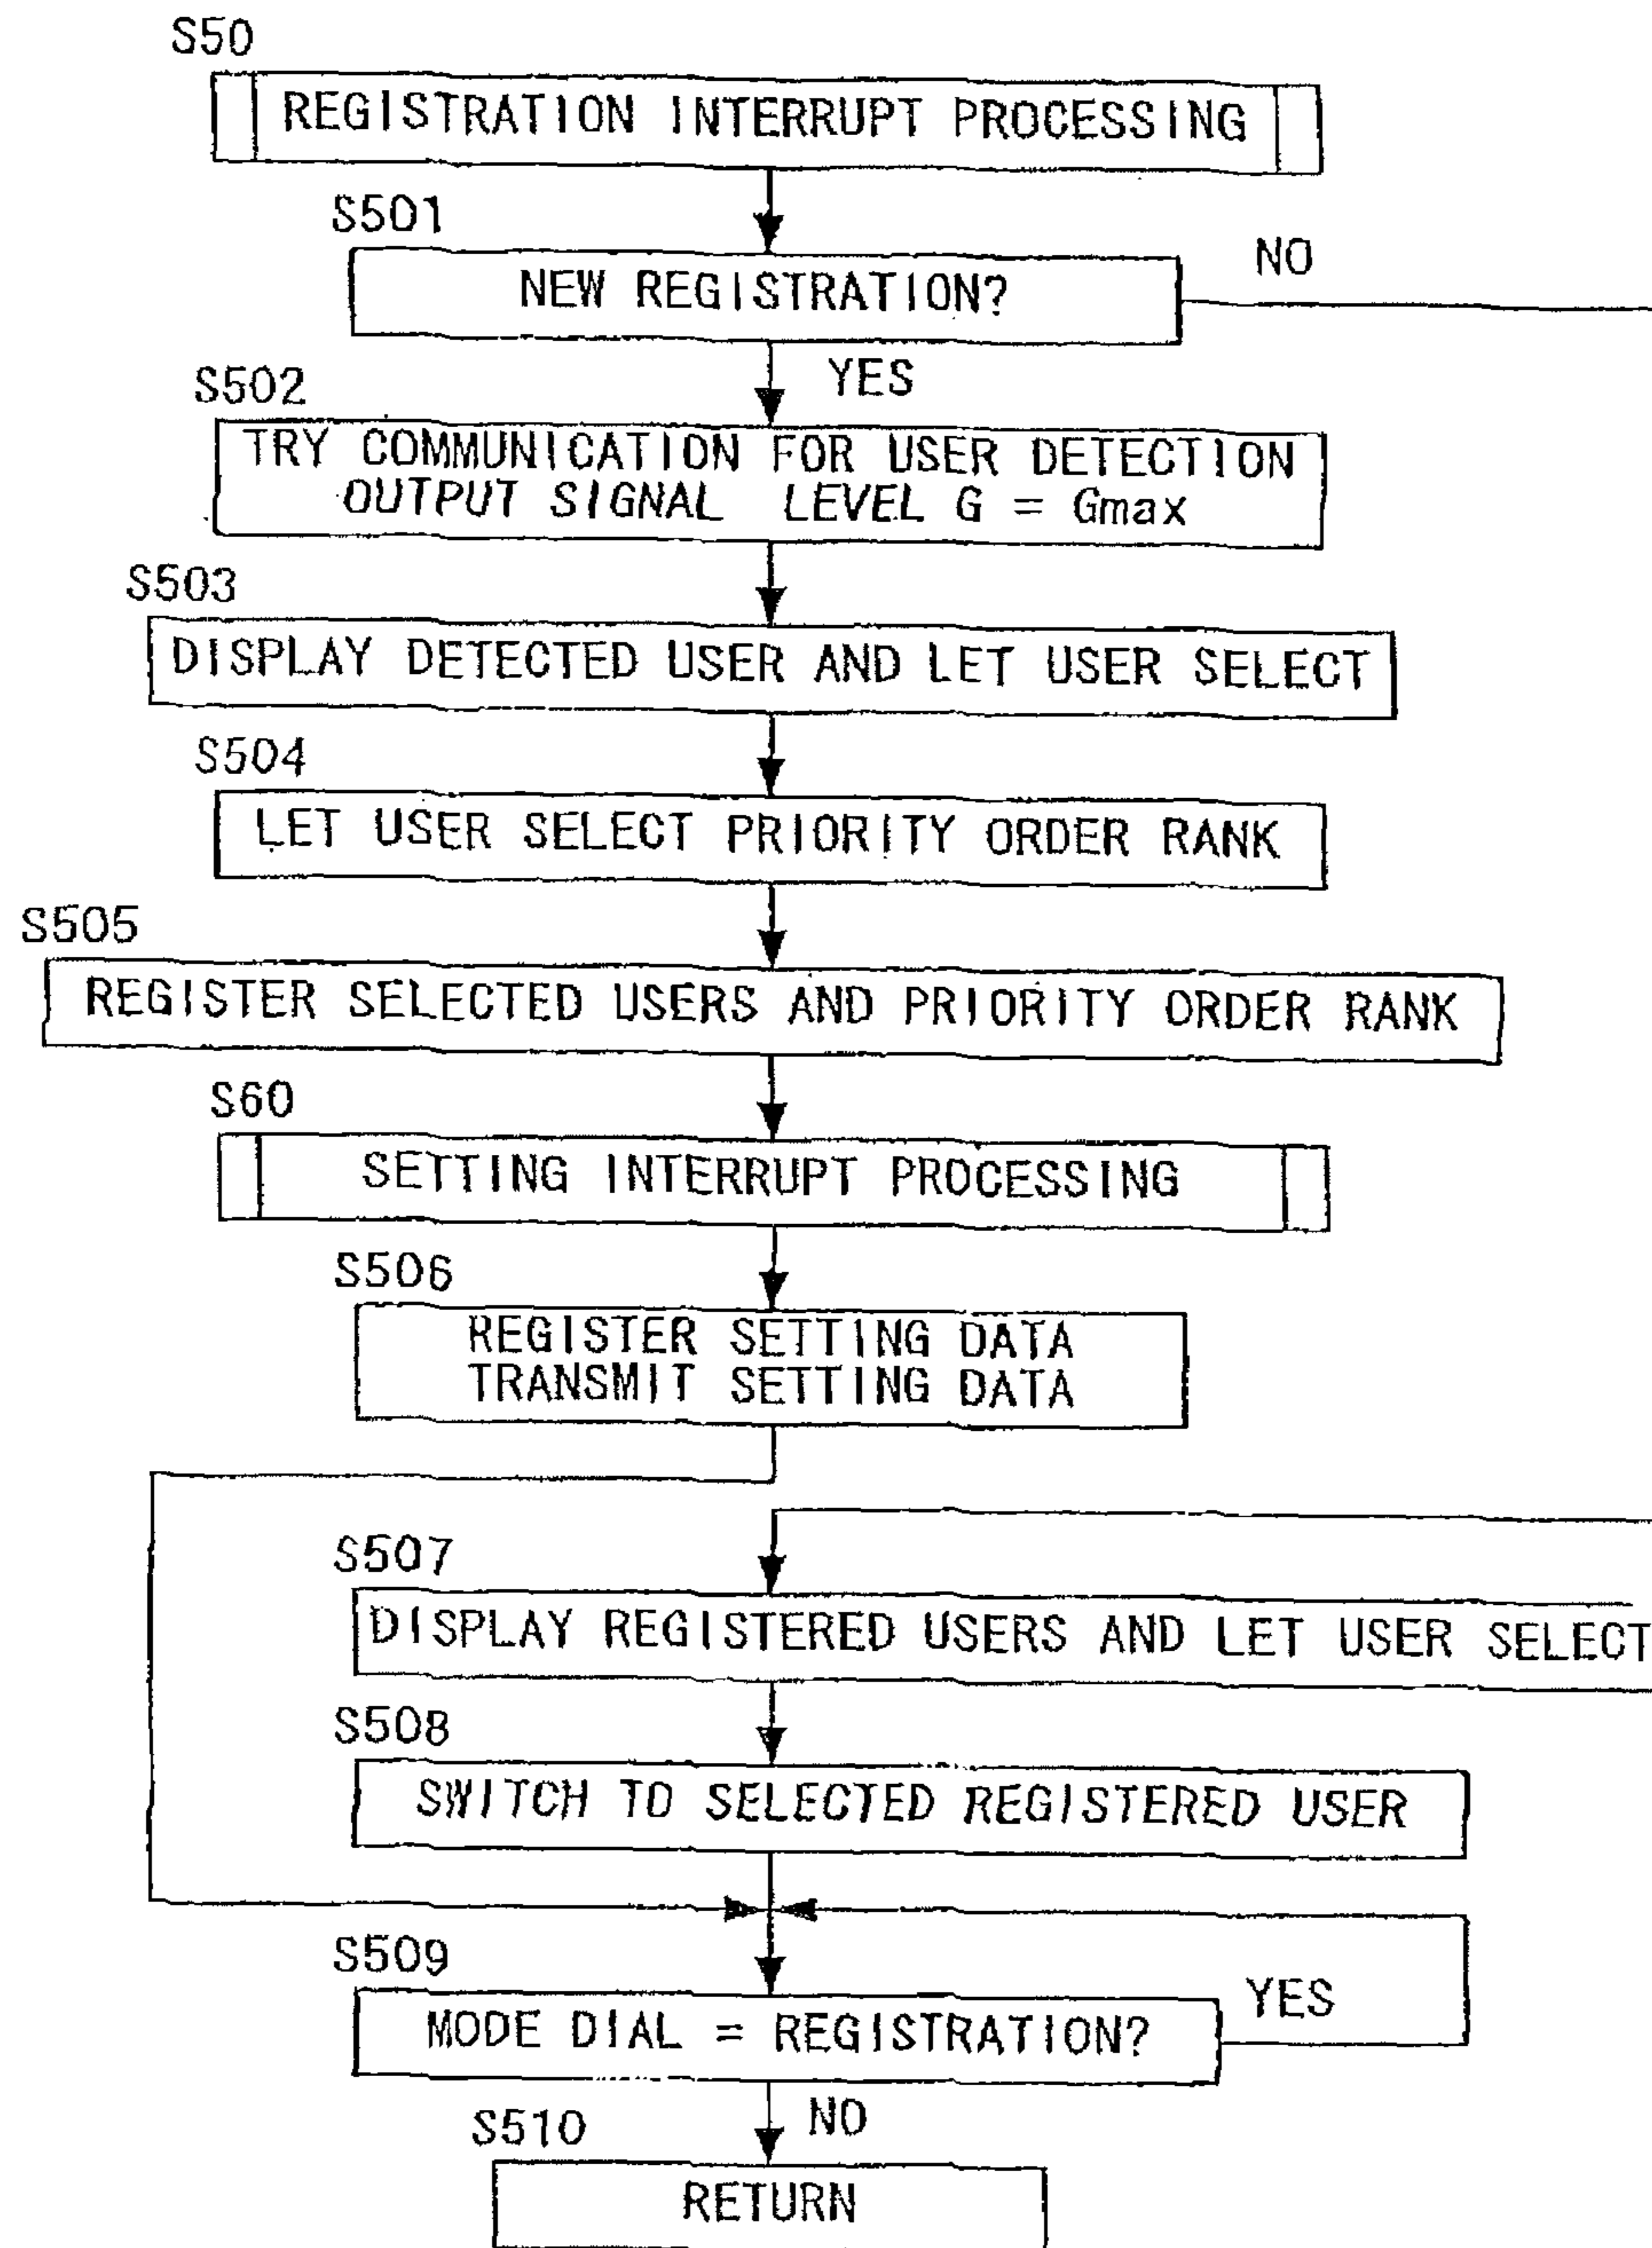 S50
REGISTRATION INTERRUPT PROCESSING
S501
NEW REGISTRATION?
NO
YES
S502
TRY COMMUNICATION FOR USER DETECTION
OUTPUT SIGNAL LEVEL G = Gmax
S503
DISPLAY DETECTED USER AND LET USER SELECT
S504
LET USER SELECT PRIORITY ORDER RANK
S505
REGISTER SELECTED USERS AND PRIORITY ORDER RANK
S60
SETTING INTERRUPT PROCESSING
S506
REGISTER SETTING DATA
TRANSMIT SETTING DATA
S507
DISPLAY REGISTERED USERS AND LET USER SELECT
S508
SWITCH TO SELECTED REGISTERED USER
S509
MODE DIAL = REGISTRATION?
YES
NO
S510
RETURN